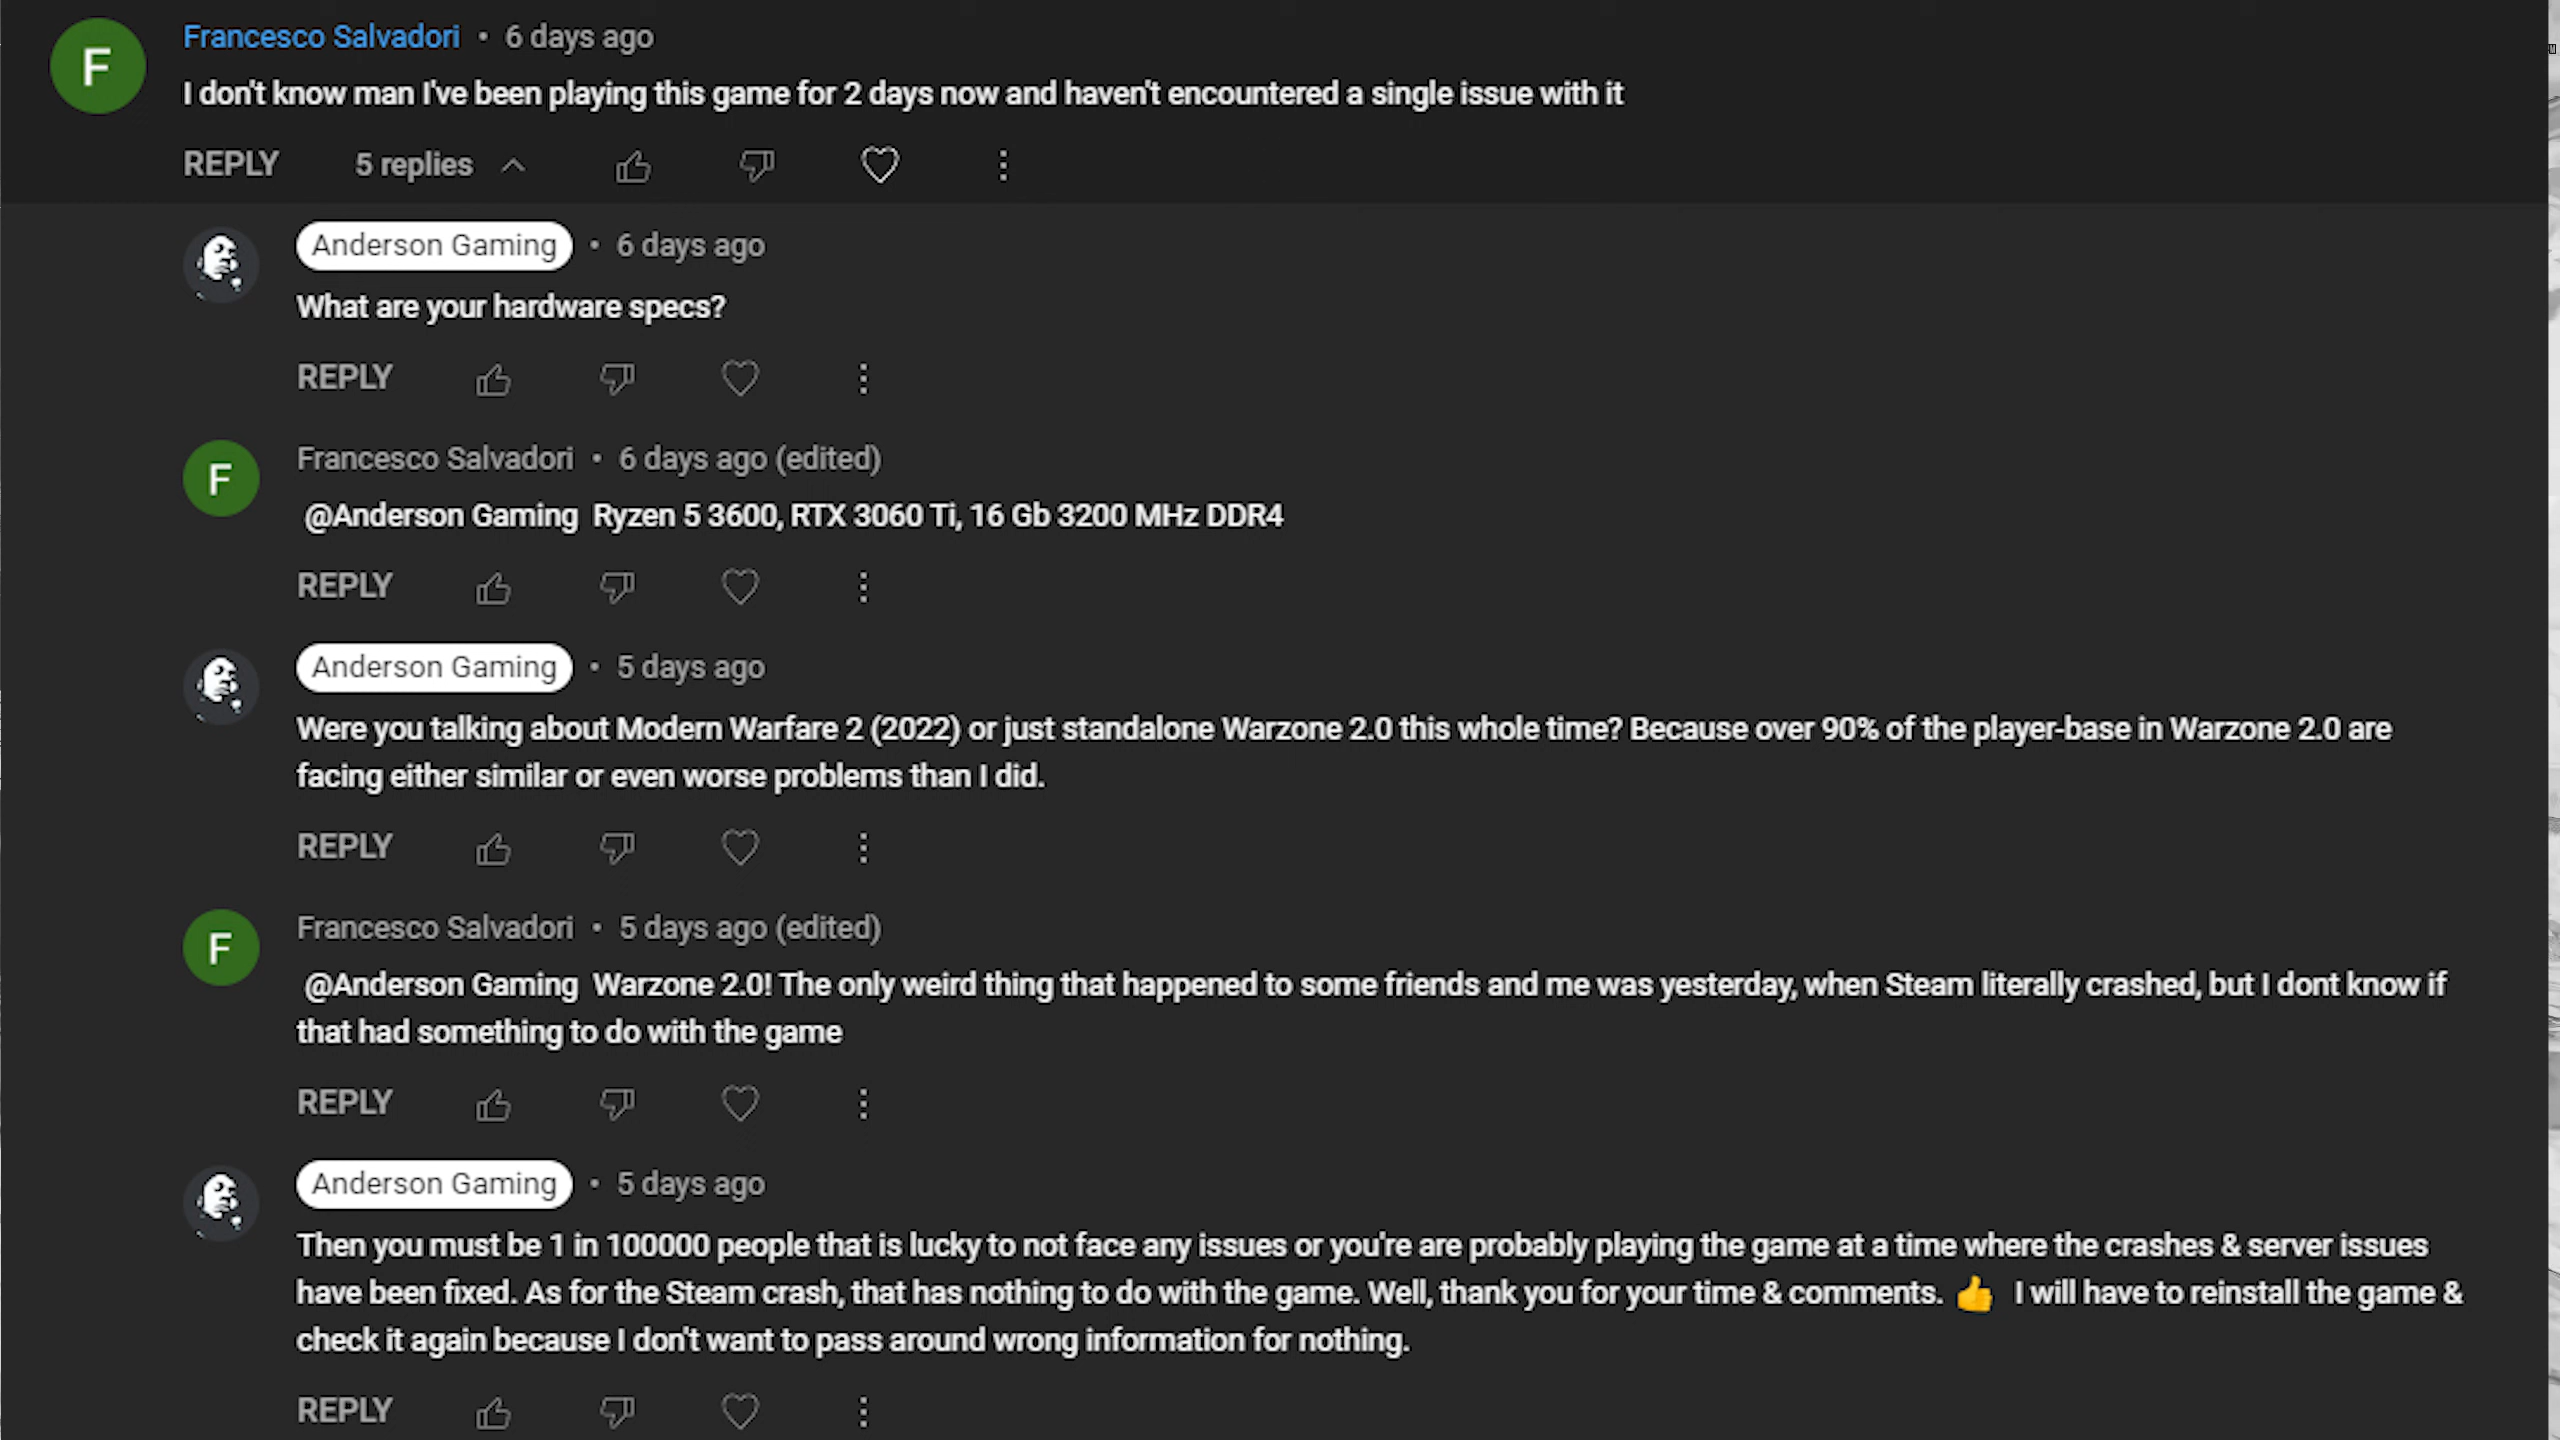 F
Francesco Salvadori • 6 days ago
I don't know man I've been playing this game for 2 days now and haven't encountered a single issue with it
REPLY 5 replies
Anderson Gaming • 6 days ago
What are your hardware specs?
REPLY
F
Francesco Salvadori • 6 days ago (edited)
@Anderson Gaming Ryzen 5 3600, RTX 3060 Ti, 16 Gb 3200 MHz DDR4
REPLY
Anderson Gaming • 5 days ago
Were you talking about Modern Warfare 2 (2022) or just standalone Warzone 2.0 this whole time? Because over 90% of the player-base in Warzone 2.0 are
facing either similar or even worse problems than I did.
REPLY
F
Francesco Salvadori • 5 days ago (edited)
@Anderson Gaming Warzone 2.0! The only weird thing that happened to some friends and me was yesterday, when Steam literally crashed, but I dont know if
that had something to do with the game
REPLY
Anderson Gaming • 5 days ago
Then you must be 1 in 100000 people that is lucky to not face any issues or you're are probably playing the game at a time where the crashes & server issues
have been fixed. As for the Steam crash, that has nothing to do with the game. Well, thank you for your time & comments. 👍 I will have to reinstall the game &
check it again because I don't want to pass around wrong information for nothing.
REPLY